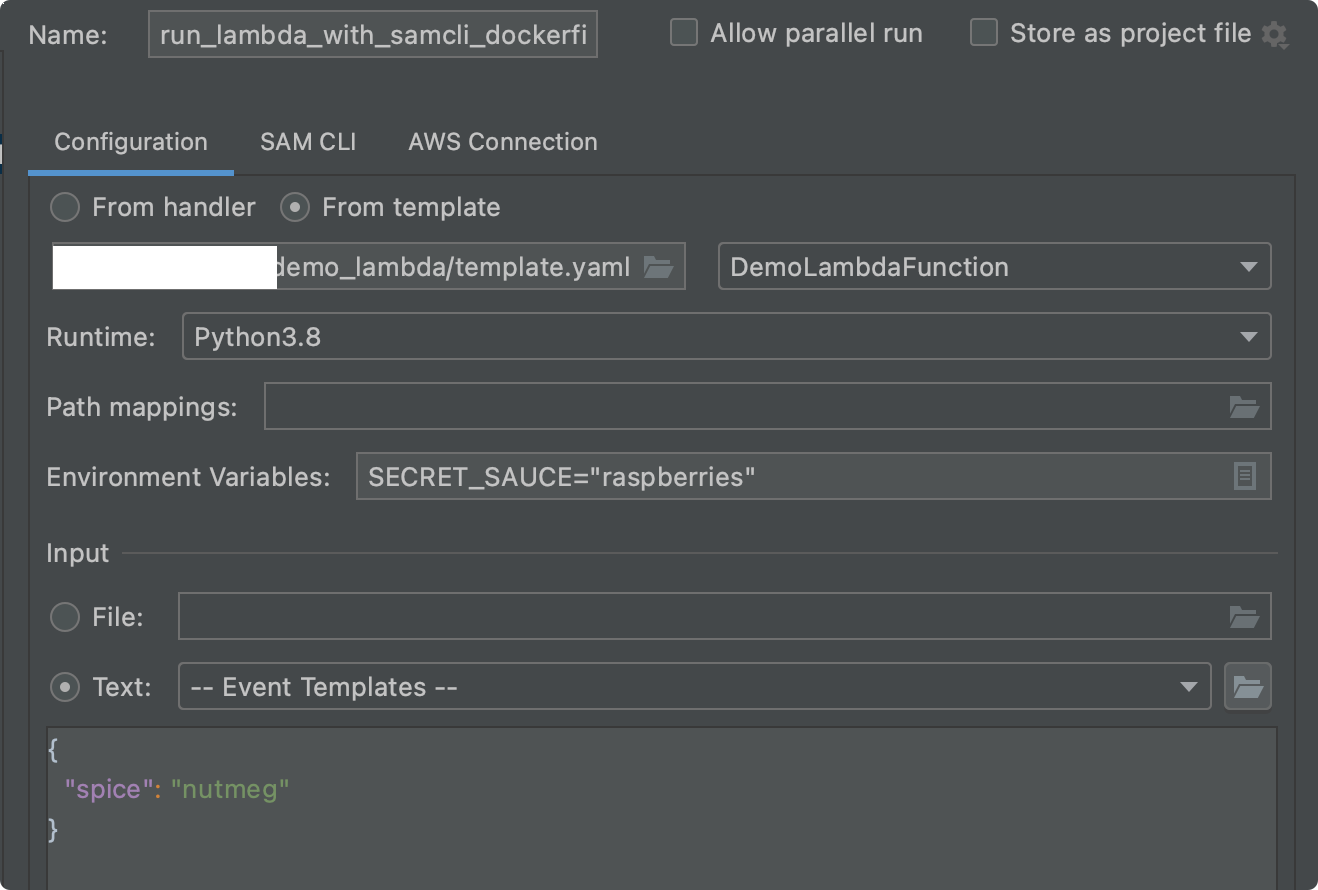 Name: run_lambda_with_samcli_dockerfi Allow parallel run Store as project file
Configuration SAM CLI AWS Connection
From handler From template
demo_lambda/template.yaml DemoLambdaFunction
Runtime: Python3.8
Path mappings:
Environment Variables: SECRET_SAUCE="raspberries"
Input
File:
Text: -- Event Templates --
{
"spice": "nutmeg"
}